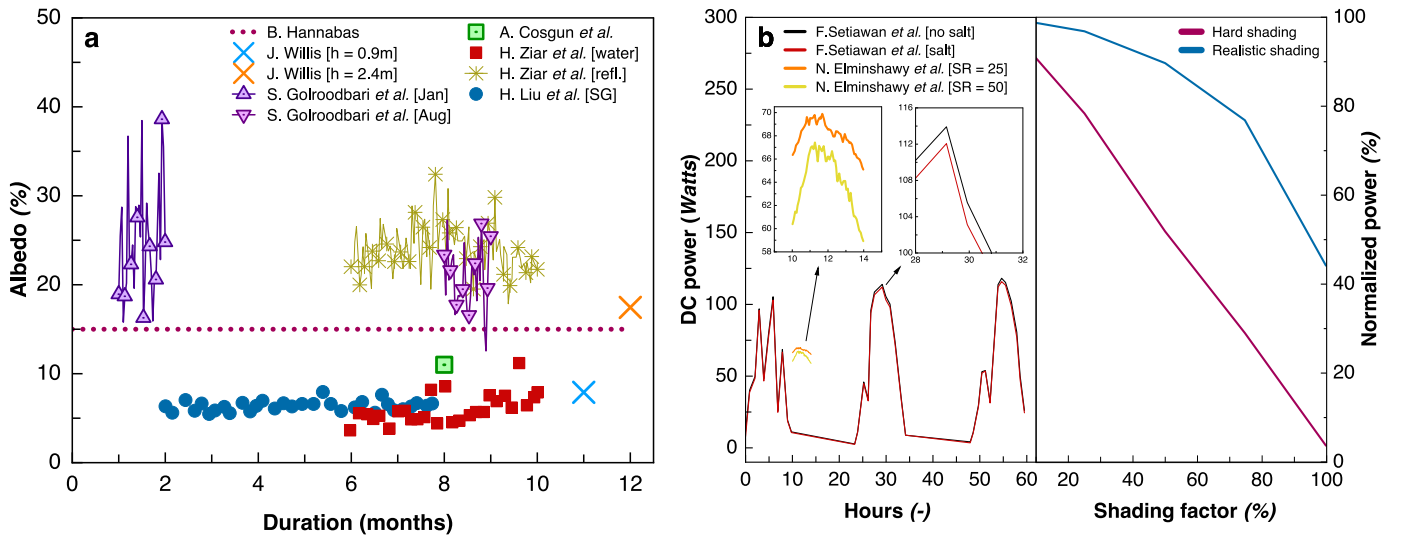 a
B. Hannabas
J. Willis [h = 0.9m]
J. Willis [h = 2.4m]
S. Golroodbari et al. [Jan]
S. Golroodbari et al. [Aug]
A. Cosgun et al.
H. Ziar et al. [water]
H. Ziar et al. [refl.]
H. Liu et al. [SG]
Albedo (%)
50
40
30
20
10
0
0 2 4 6 8 10 12
Duration (months)
b
F.Setiawan et al. [no salt]
F.Setiawan et al. [salt]
N. Elminshawy et al. [SR = 25]
N. Elminshawy et al. [SR = 50]
DC power (Watts)
300
250
200
150
100
50
0
70
68
66
64
62
60
58
10 11 12 13 14
116
114
112
108
104
100
28 29 30 32
0 10 20 30 40 50 60
Hours (-)
Hard shading
Realistic shading
Normalized power (%)
100
80
60
40
20
0
20 40 60 80 100
Shading factor (%)